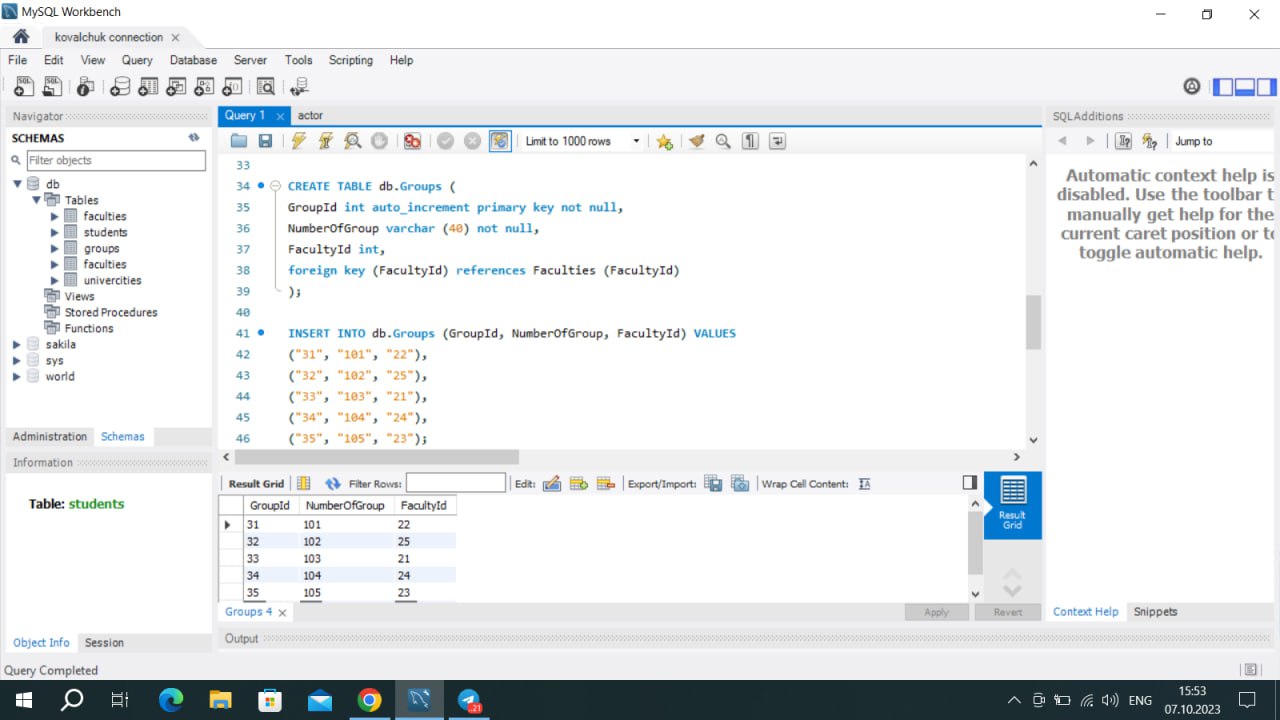 MySQL Workbench
kovalchuk connection
File Edit View Query Database Server Tools Scripting Help
Navigator
SCHEMAS
Filter objects
db
Tables
faculties
students
groups
faculties
univercities
Views
Stored Procedures
Functions
sakila
sys
world
Administration Schemas
Information
Table: students
Object Info Session
Query Completed
Query 1 actor
Limit to 1000 rows
33
34 CREATE TABLE db.Groups (
35 GroupId int auto_increment primary key not null,
36 NumberOfGroup varchar (40) not null,
37 FacultyId int,
38 foreign key (FacultyId) references Faculties (FacultyId)
39 );
40
41 INSERT INTO db.Groups (GroupId, NumberOfGroup, FacultyId) VALUES
42 ("31", "101", "22"),
43 ("32", "102", "25"),
44 ("33", "103", "21"),
45 ("34", "104", "24"),
46 ("35", "105", "23");
Result Grid Filter Rows: Edit: Export/Import: Wrap Cell Content:
GroupId NumberOfGroup FacultyId
31 101 22
32 102 25
33 103 21
34 104 24
35 105 23
Result
Grid
Groups 4 Apply Revert
Output
SQLAdditions
Jump to
Automatic context help is
disabled. Use the toolbar t
manually get help for the
current caret position or to
toggle automatic help.
Context Help Snippets
21
ENG
15:53
07.10.2023